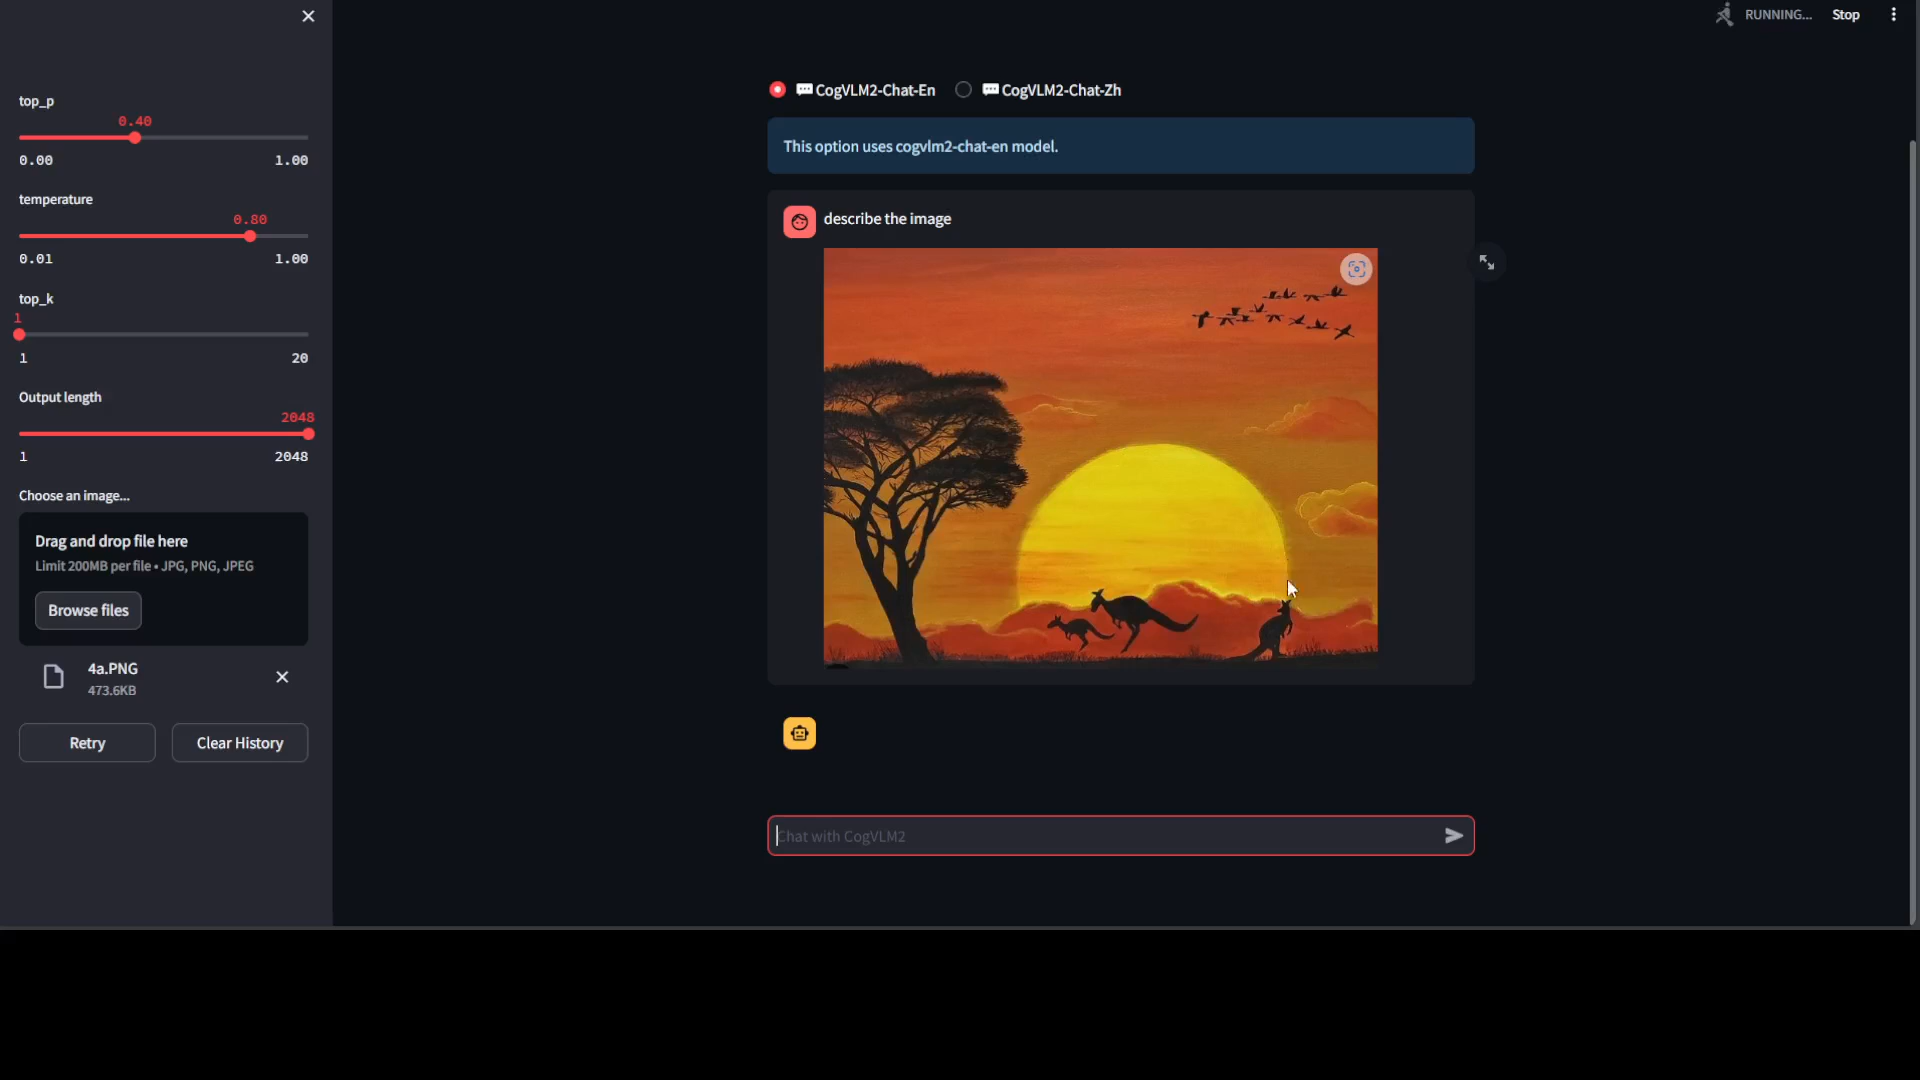 RUNNING...
Stop
top_p
0.40
0.00
1.00
temperature
0.80
0.01
1.00
top_k
1
1
20
Output length
2048
1
2048
Choose an image...
Drag and drop file here
Limit 200MB per file • JPG, PNG, JPEG
Browse files
4a.PNG
473.6KB
Retry
Clear History
CogVLM2-Chat-En
CogVLM2-Chat-Zh
This option uses cogvlm2-chat-en model.
describe the image
Chat with CogVLM2